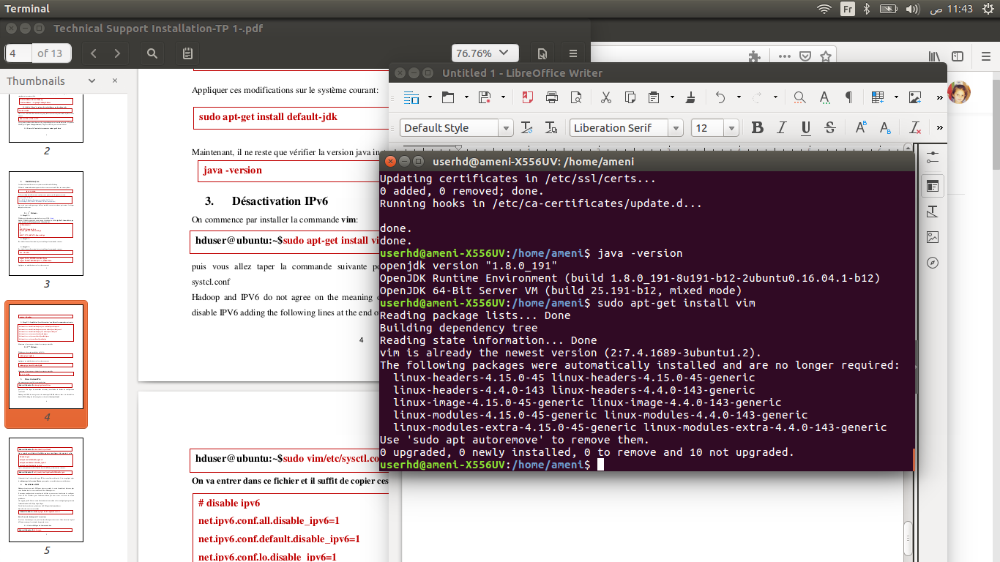 Terminal
Fr
11:43 ص
Technical Support Installation-TP 1-.pdf
4 of 13
76.76%
Thumbnails
2
3
4
5
Appliquer ces modifications sur le système courant:
sudo apt-get install default-jdk
Maintenant, il ne reste que vérifier la version java
java -version
3. Désactivation IPv6
On commence par installer la commande vim:
hduser@ubuntu:~$sudo apt-get install vi
puis vous allez taper la commande suivante
systcl.conf
Hadoop and IPV6 do not agree on the meaning
disable IPV6 adding the following lines at the end
4
hduser@ubuntu:~$sudo vim/etc/sysctl.co
On va entrer dans ce fichier et il suffit de copier ces
# disable ipv6
net.ipv6.conf.all.disable_ipv6=1
net.ipv6.conf.default.disable_ipv6=1
net.ipv6.conf.lo.disable_ipv6=1
Untitled 1 - LibreOffice Writer
Default Style
Liberation Serif
12
userhd@ameni-X556UV: /home/ameni
Updating certificates in /etc/ssl/certs...
0 added, 0 removed; done.
Running hooks in /etc/ca-certificates/update.d...
done.
done.
userhd@ameni-X556UV:/home/ameni$ java -version
openjdk version "1.8.0_191"
OpenJDK Runtime Environment (build 1.8.0_191-8u191-b12-2ubuntu0.16.04.1-b12)
OpenJDK 64-Bit Server VM (build 25.191-b12, mixed mode)
userhd@ameni-X556UV:/home/ameni$ sudo apt-get install vim
Reading package lists... Done
Building dependency tree
Reading state information... Done
vim is already the newest version (2:7.4.1689-3ubuntu1.2).
The following packages were automatically installed and are no longer required:
linux-headers-4.15.0-45 linux-headers-4.15.0-45-generic
linux-headers-4.4.0-143 linux-headers-4.4.0-143-generic
linux-image-4.15.0-45-generic linux-image-4.4.0-143-generic
linux-modules-4.15.0-45-generic linux-modules-4.4.0-143-generic
linux-modules-extra-4.15.0-45-generic linux-modules-extra-4.4.0-143-generic
Use 'sudo apt autoremove' to remove them.
0 upgraded, 0 newly installed, 0 to remove and 10 not upgraded.
userhd@ameni-X556UV:/home/ameni$